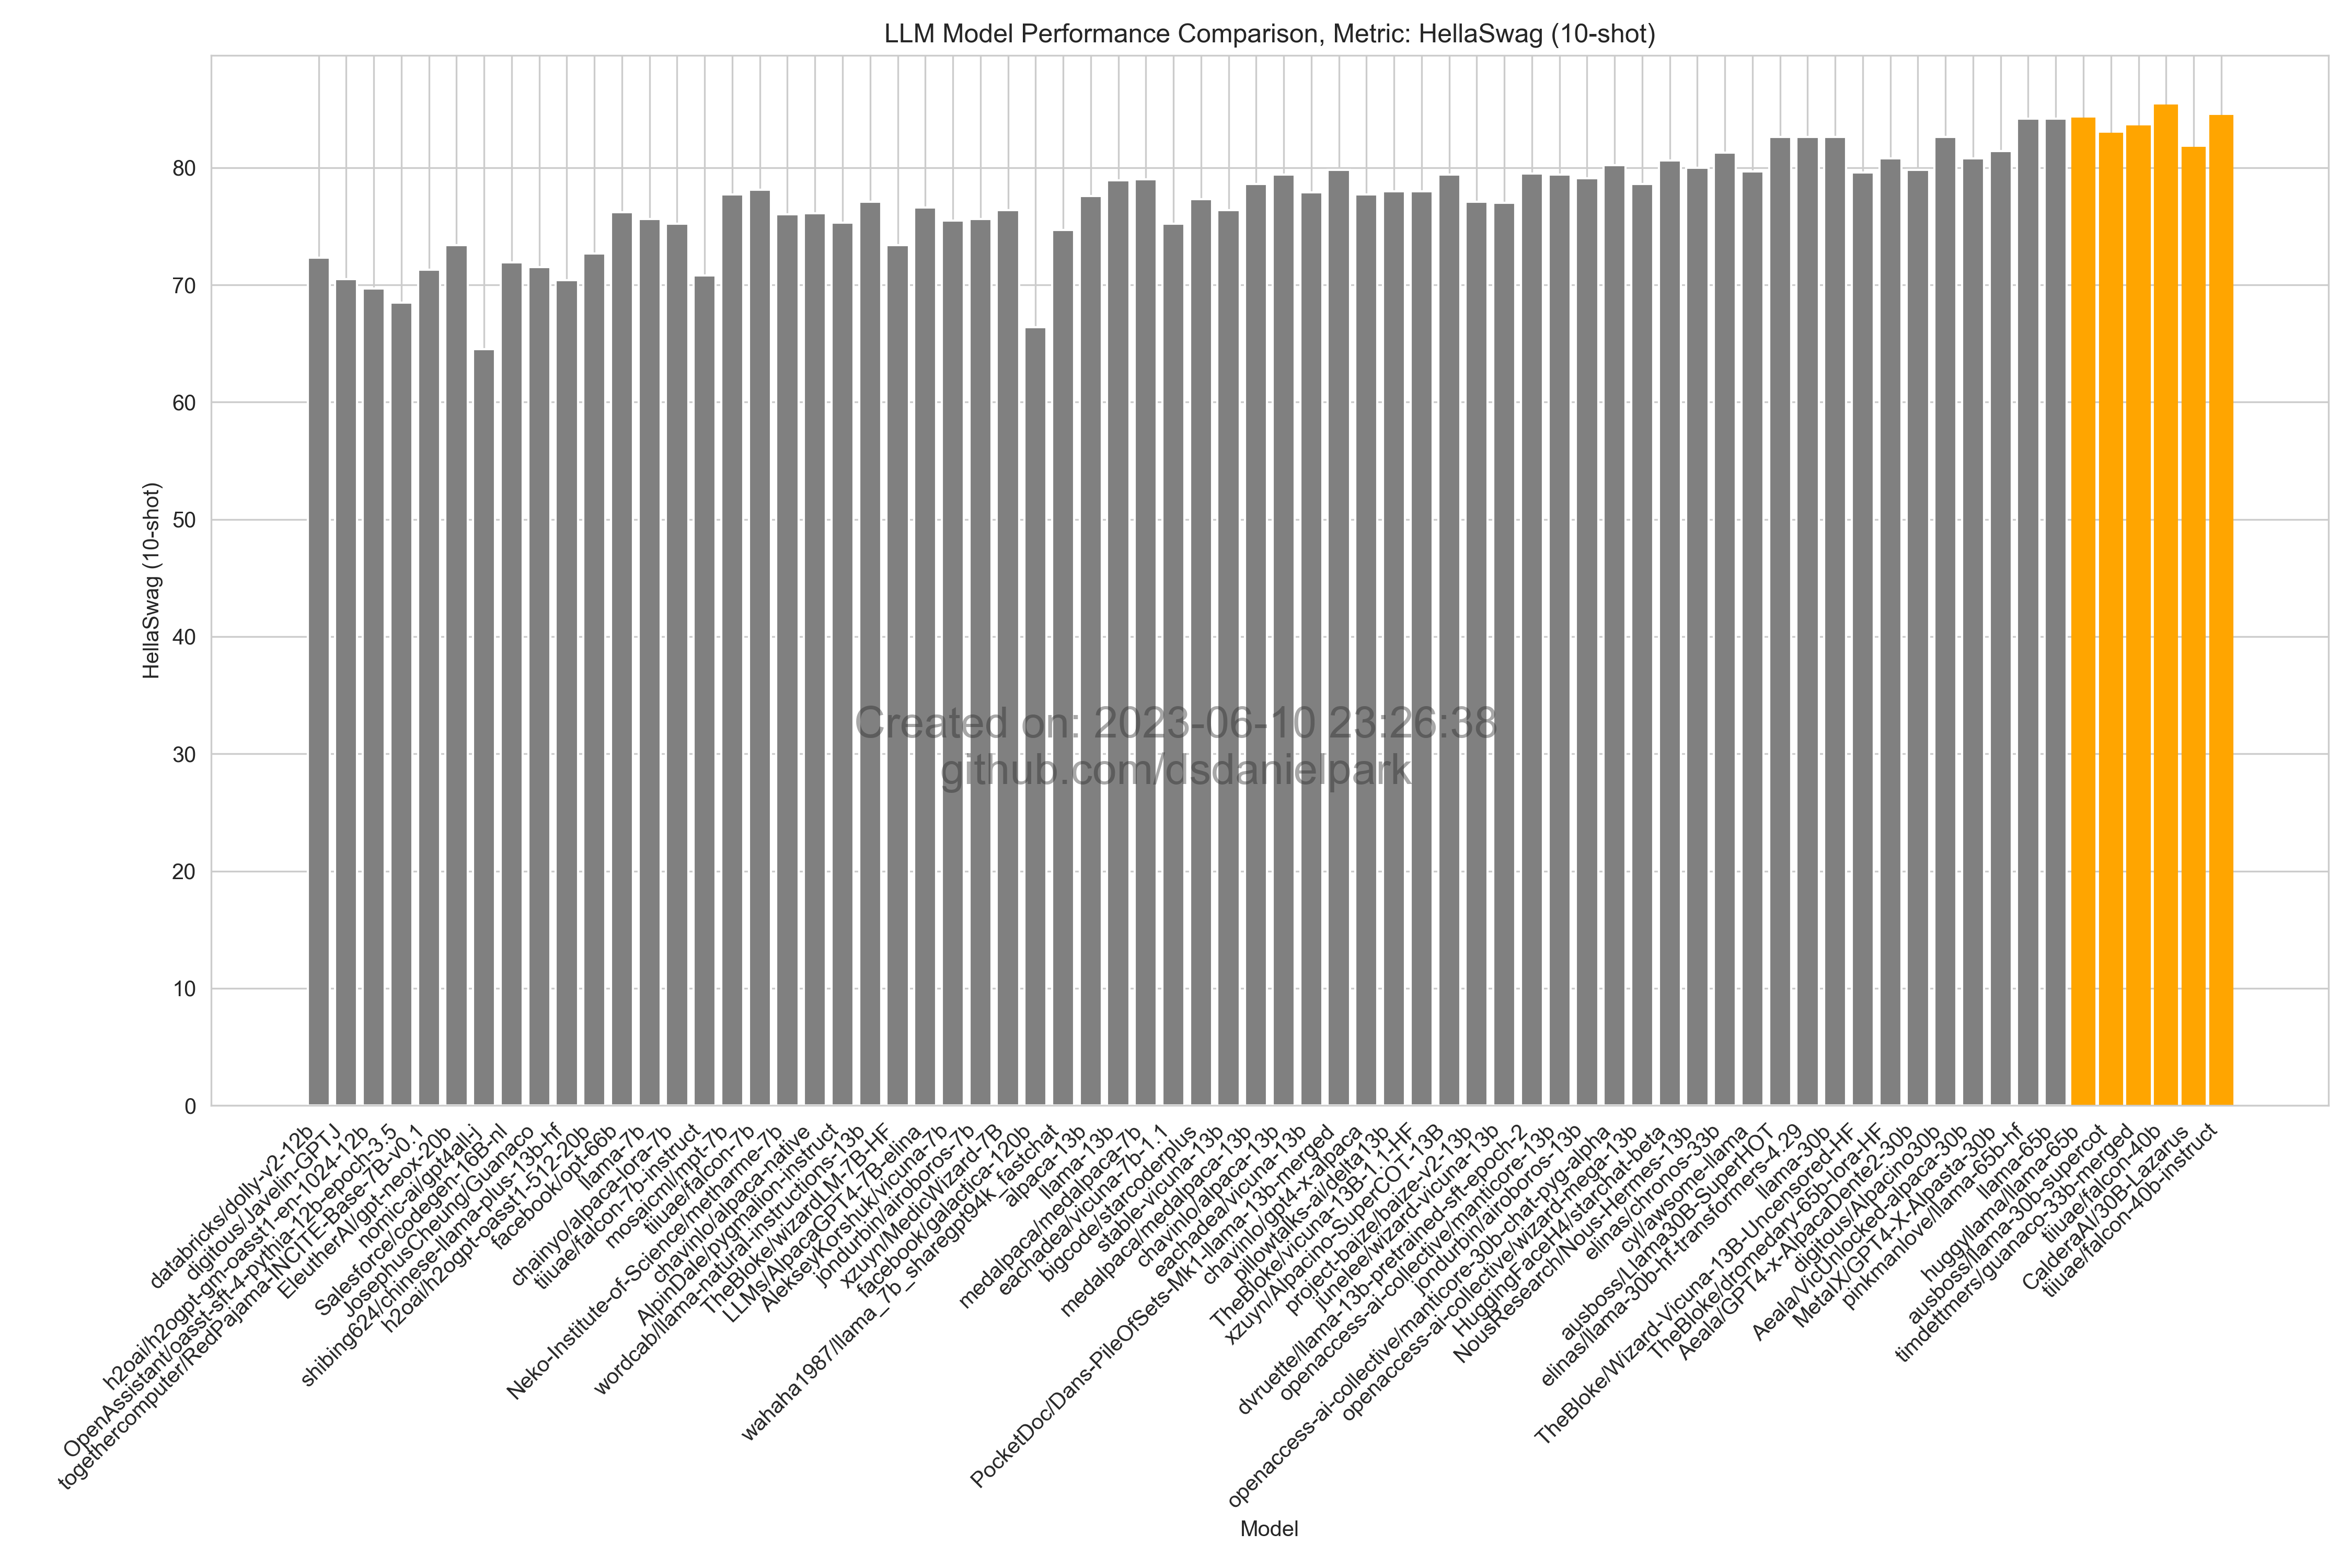 LLM Model Performance Comparison, Metric: HellaSwag (10-shot)
HellaSwag (10-shot)
80
70
60
50
40
30
20
10
0
Created on: 2023-06-10 23:26:38
github.com/dsdanielpark
databricks/dolly-v2-12b
digitous/Javelin-GPTJ
h2oai/h2ogpt-gm-oasst1-en-1024-12b
OpenAssistant/oasst-sft-4-pythia-12b-epoch-3.5
togethercomputer/RedPajama-INCITE-Base-7B-v0.1
EleutherAI/gpt-neox-20b
nomic-ai/gpt4all-j
Salesforce/codegen-16B-nl
JosephusCheung/Guanaco
shibing624/chinese-llama-plus-13b-hf
h2oai/h2ogpt-oasst1-512-20b
facebook/opt-66b
llama-7b
chainyo/alpaca-lora-7b
tiiuae/falcon-7b-instruct
mosaicml/mpt-7b
tiiuae/falcon-7b
Neko-Institute-of-Science/metharme-7b
chavinlo/alpaca-native
AlpinDale/pygmalion-instruct
wordcab/llama-natural-instructions-13b
TheBloke/wizardLM-7B-HF
LLMs/AlpacaGPT4-7B-elina
AlekseyKorshuk/vicuna-7b
jondurbin/airoboros-7b
xzuyn/MedicWizard-7B
facebook/galactica-120b
wahaha1987/llama_7b_sharegpt94k_fastchat
alpaca-13b
llama-13b
medalpaca/medalpaca-7b
eachadea/vicuna-7b-1.1
bigcode/starcoderplus
stable-vicuna-13b
medalpaca/medalpaca-13b
chavinlo/alpaca-13b
eachadea/vicuna-13b
PocketDoc/Dans-PileOfSets-Mk1-llama-13b-merged
chavinlo/gpt4-x-alpaca
pillowtalks-ai/delta13b
TheBloke/vicuna-13B-1.1-HF
xzuyn/Alpacino-SuperCOT-13B
project-baize/baize-v2-13b
junelee/wizard-vicuna-13b
dvruette/llama-13b-pretrained-sft-epoch-2
openaccess-ai-collective/manticore-13b
jondurbin/airoboros-13b
openaccess-ai-collective/manticore-30b-chat-pyg-alpha
openaccess-ai-collective/wizard-mega-13b
HuggingFaceH4/starchat-beta
NousResearch/Nous-Hermes-13b
elinas/chronos-33b
cyl/awsome-llama
ausboss/Llama30B-SuperHOT
elinas/llama-30b-hf-transformers-4.29
llama-30b
TheBloke/Wizard-Vicuna-13B-Uncensored-HF
TheBloke/dromedary-65b-lora-HF
Aeala/GPT4-x-AlpacaDente2-30b
digitous/Alpacino30b
Aeala/VicUnlocked-alpaca-30b
MetaIX/GPT4-X-Alpasta-30b
pinkmanlove/llama-65b-hf
llama-65b
huggyllama/llama-65b
ausboss/llama-30b-supercot
timdettmers/guanaco-33b-merged
tiiuae/falcon-40b
CalderaAI/30B-Lazarus
tiiuae/falcon-40b-instruct
Model